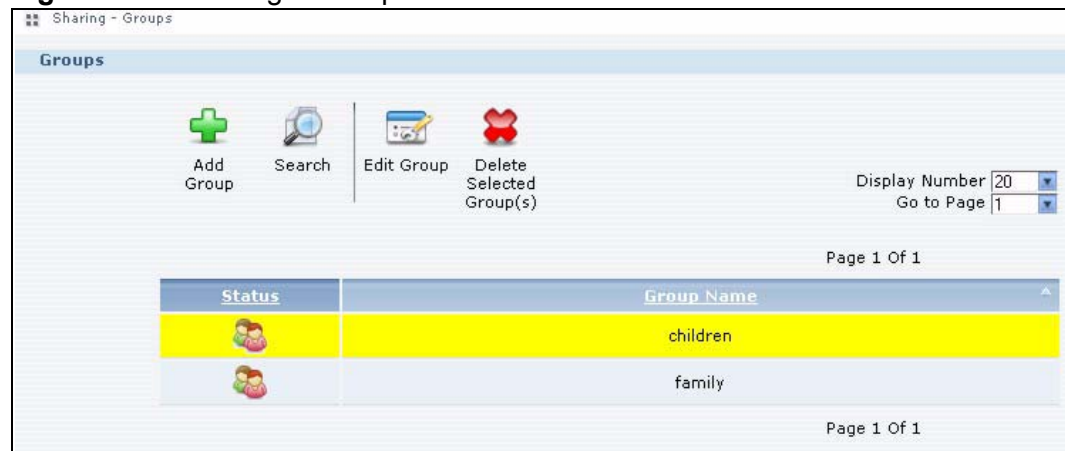 Sharing - Groups
Groups
Add Group
Search
Edit Group
Delete Selected Group(s)
Display Number 20
Go to Page 1
Page 1 Of 1
Status Group Name
children
family
Page 1 Of 1